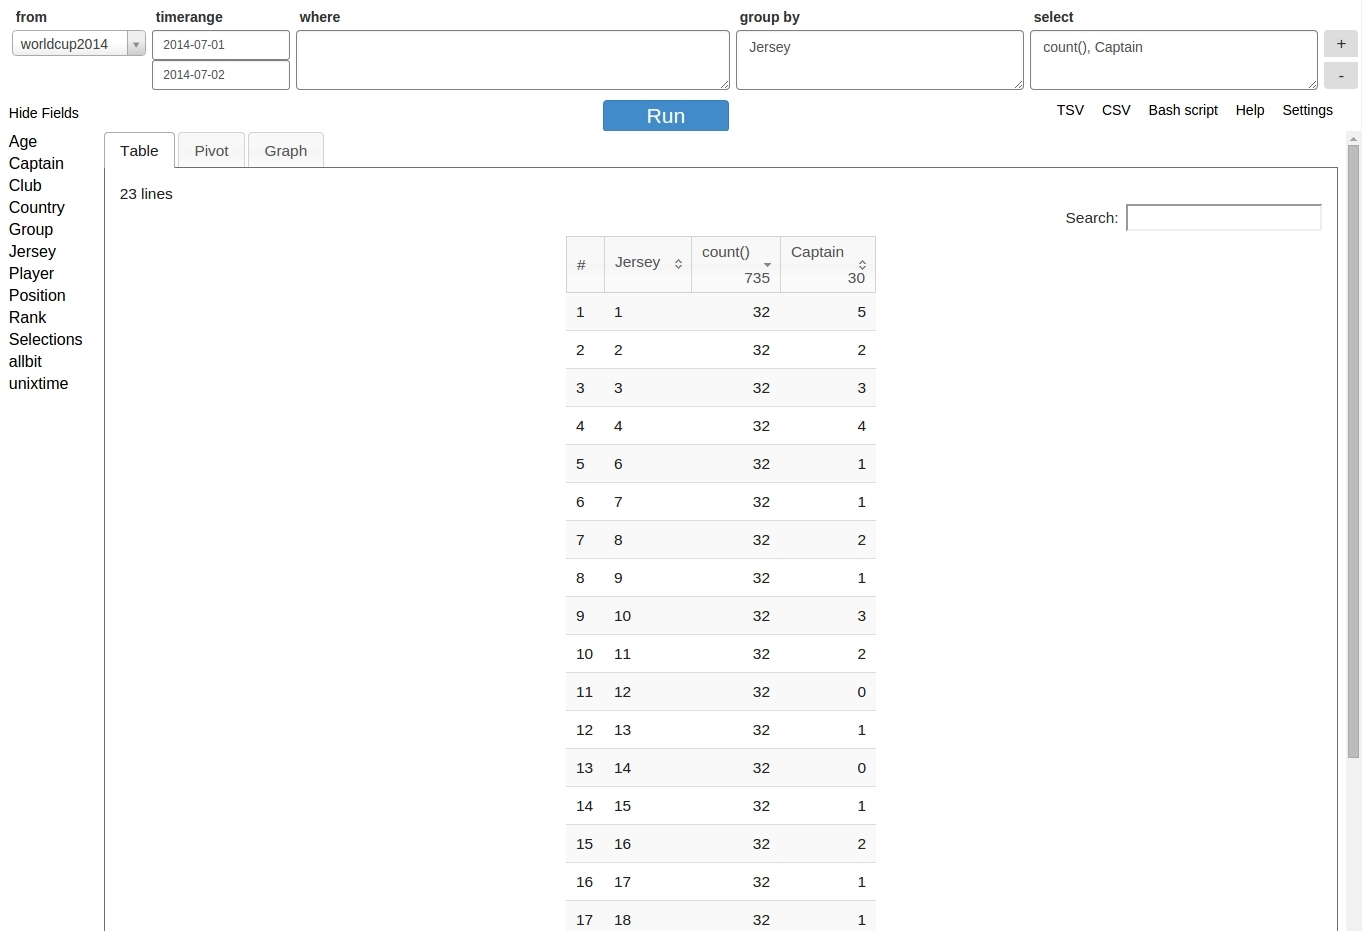 from timerange where group by select
worldcup2014 2014-07-01 Jersey count(), Captain +
2014-07-02 -
Hide Fields Run TSV CSV Bash script Help Settings
Age
Captain
Club
Country
Group
Jersey
Player
Position
Rank
Selections
allbit
unixtime
Table Pivot Graph
23 lines
Search:
# Jersey count() Captain
735 30
1 1 32 5
2 2 32 2
3 3 32 3
4 4 32 4
5 6 32 1
6 7 32 1
7 8 32 2
8 9 32 1
9 10 32 3
10 11 32 2
11 12 32 0
12 13 32 1
13 14 32 0
14 15 32 1
15 16 32 2
16 17 32 1
17 18 32 1